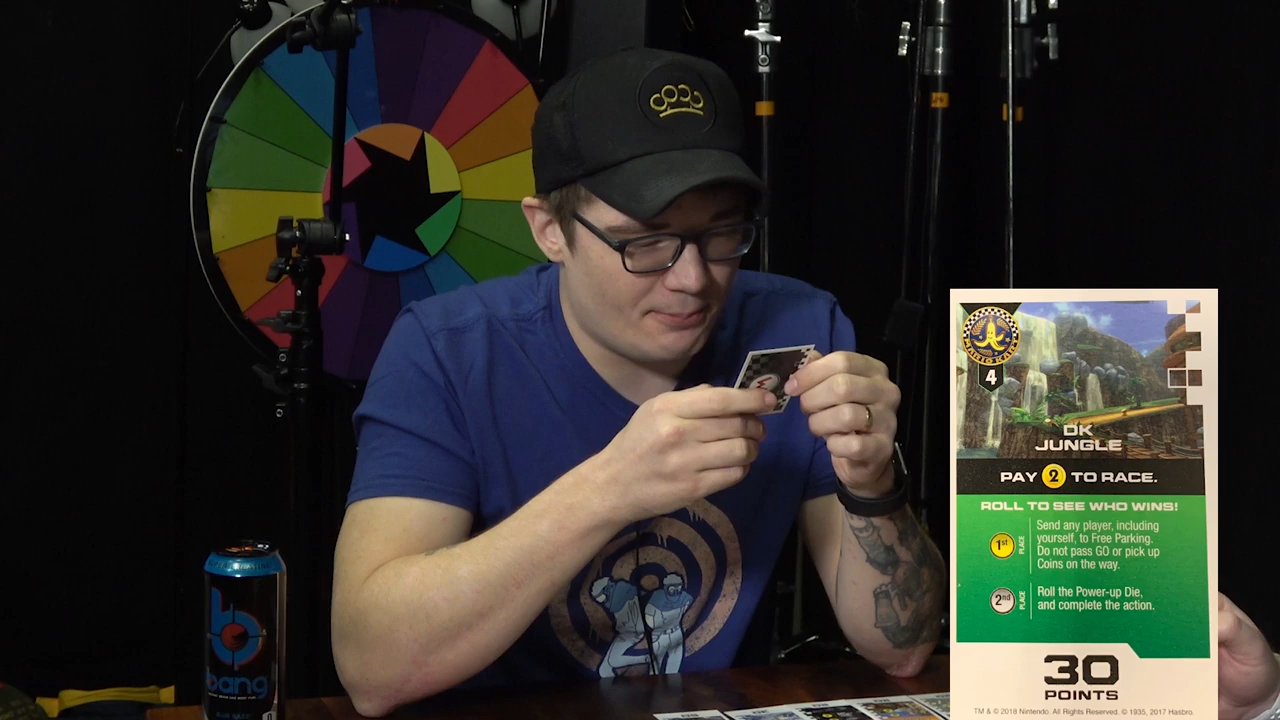 MARIO KART
4
DK
JUNGLE
PAY 2 TO RACE.
ROLL TO SEE WHO WINS!
1st PLACE
Send any player, including
yourself, to Free Parking.
Do not pass GO or pick up
Coins on the way.
2nd PLACE
Roll the Power-up Die,
and complete the action.
30
POINTS
TM & © 2018 Nintendo. All Rights Reserved. © 1935, 2017 Hasbro.
b
bang